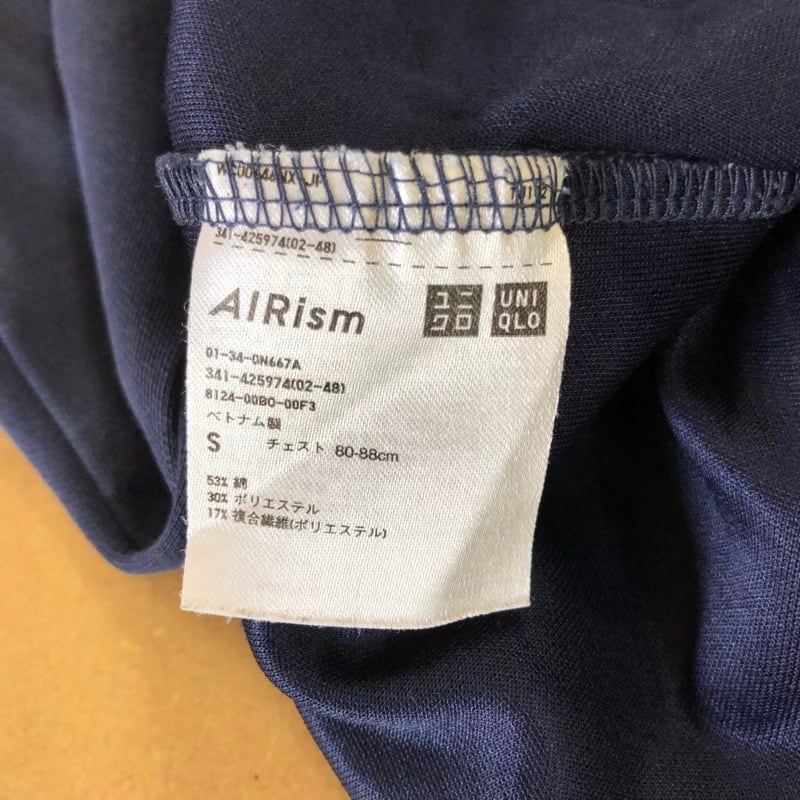 341-425974(02-48)
AIRism ユニクロ UNIQLO
01-34-0N667A
341-425974(02-48)
8124-00B0-00F3
ベトナム製
S チェスト 80-88cm
53% 綿
30% ポリエステル
17% 複合繊維(ポリエステル)